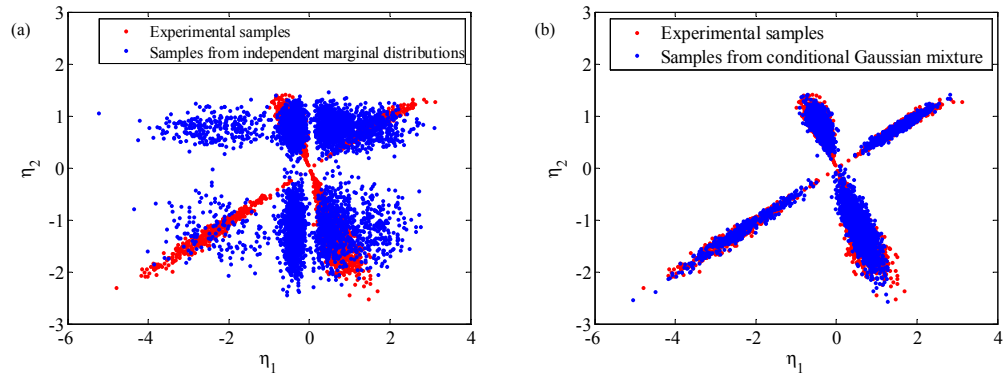 (a)
Experimental samples
Samples from independent marginal distributions
3
2
1
0
-1
-2
-3
η2
-6
-4
-2
0
2
4
η1
(b)
Experimental samples
Samples from conditional Gaussian mixture
3
2
1
0
-1
-2
-3
η2
-6
-4
-2
0
2
4
η1